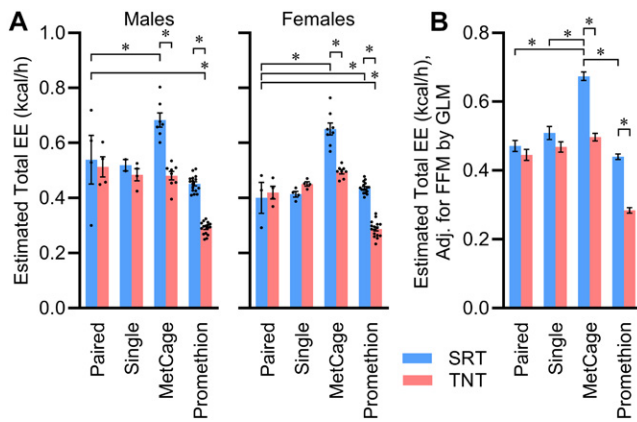 A
Males
Females
B
Estimated Total EE (kcal/h)
1.0
0.8
0.6
0.4
0.2
0.0
*
*
*
*
*
*
*
*
*
*
*
Paired
Single
MetCage
Promethion
Paired
Single
MetCage
Promethion
Estimated Total EE (kcal/h),
Adj. for FFM by GLM
0.8
0.6
0.4
0.2
0.0
*
*
*
*
*
Paired
Single
MetCage
Promethion
SRT
TNT